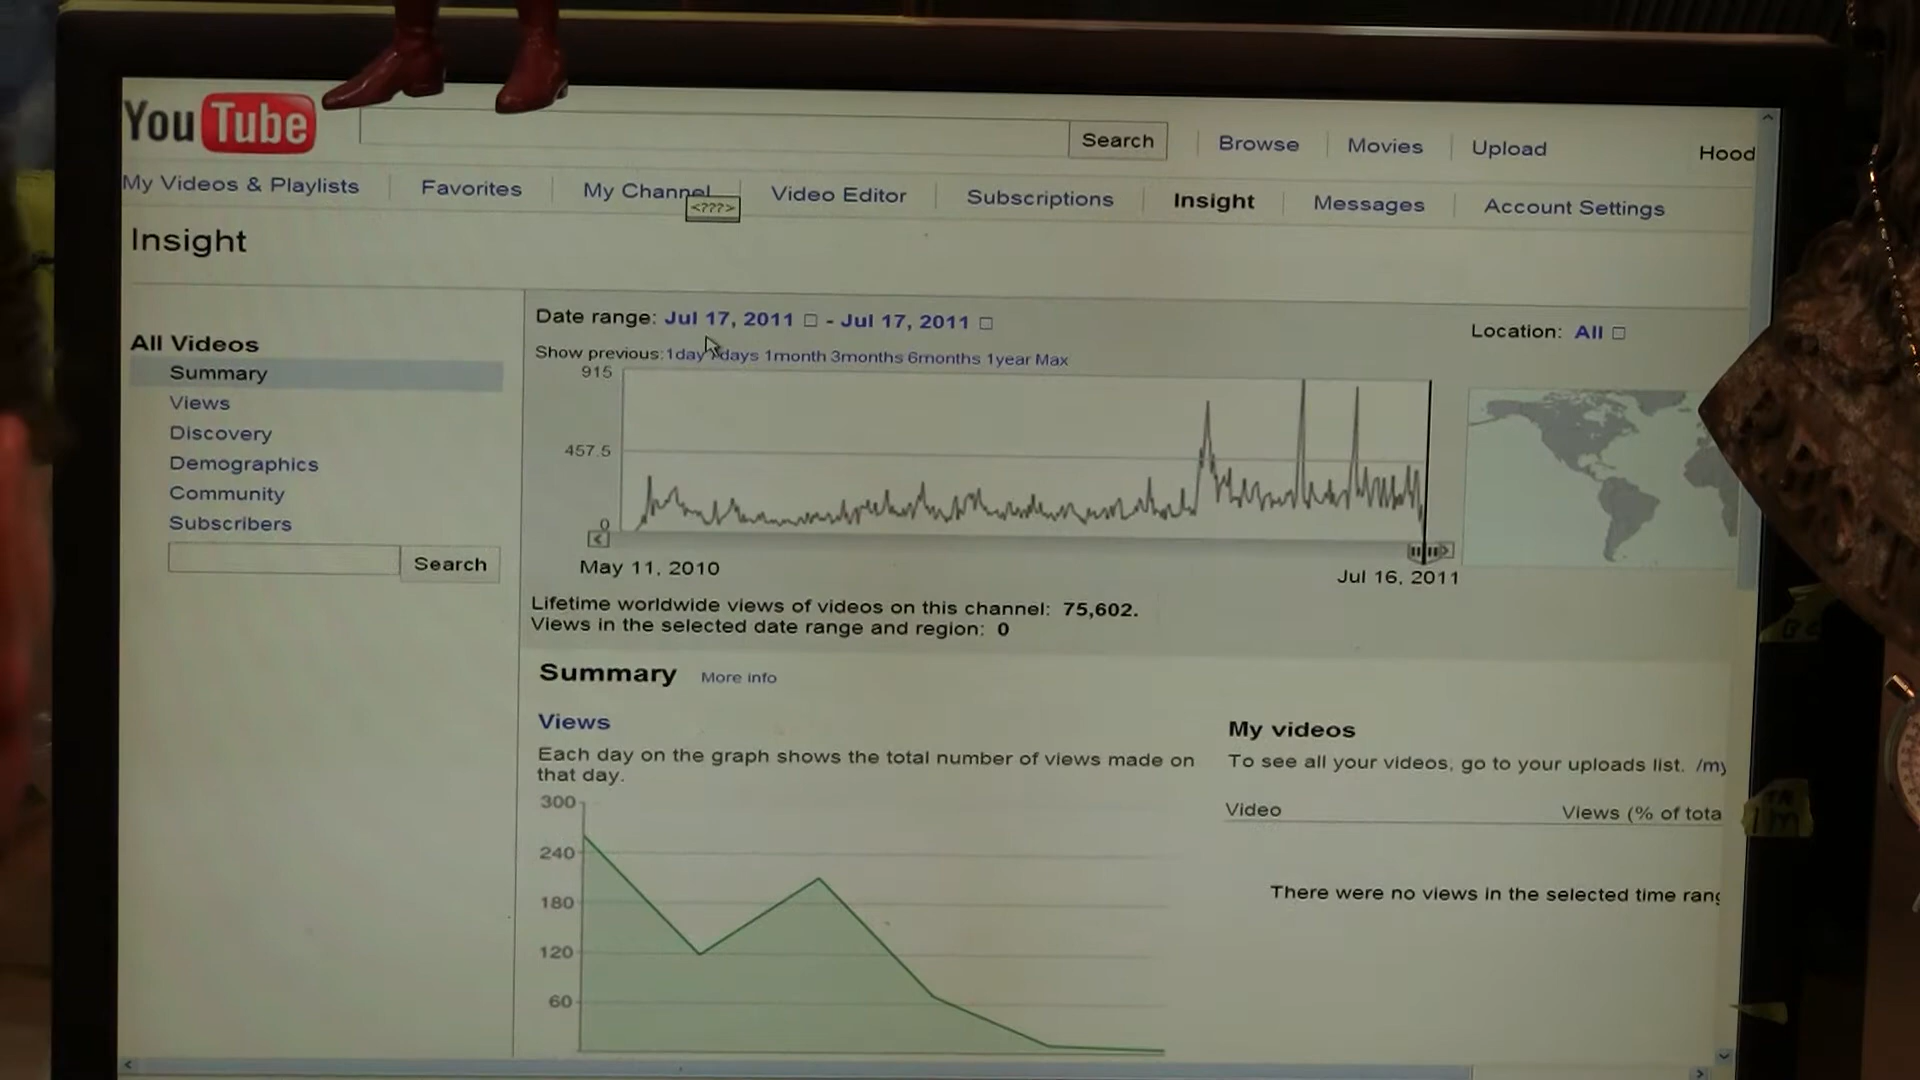 YouTube
Search
Browse
Movies
Upload
Hood
My Videos & Playlists
Favorites
My Channel
<???>
Video Editor
Subscriptions
Insight
Messages
Account Settings
Insight
Date range: Jul 17, 2011 - Jul 17, 2011
Location: All
Show previous: 1day days 1month 3months 6months 1year Max
All Videos
Summary
Views
Discovery
Demographics
Community
Subscribers
Search
915
457.5
0
May 11, 2010
Jul 16, 2011
Lifetime worldwide views of videos on this channel: 75,602.
Views in the selected date range and region: 0
Summary More info
Views
Each day on the graph shows the total number of views made on
that day.
300
240
180
120
60
My videos
To see all your videos, go to your uploads list. /my
Video
Views (% of tota
There were no views in the selected time rang